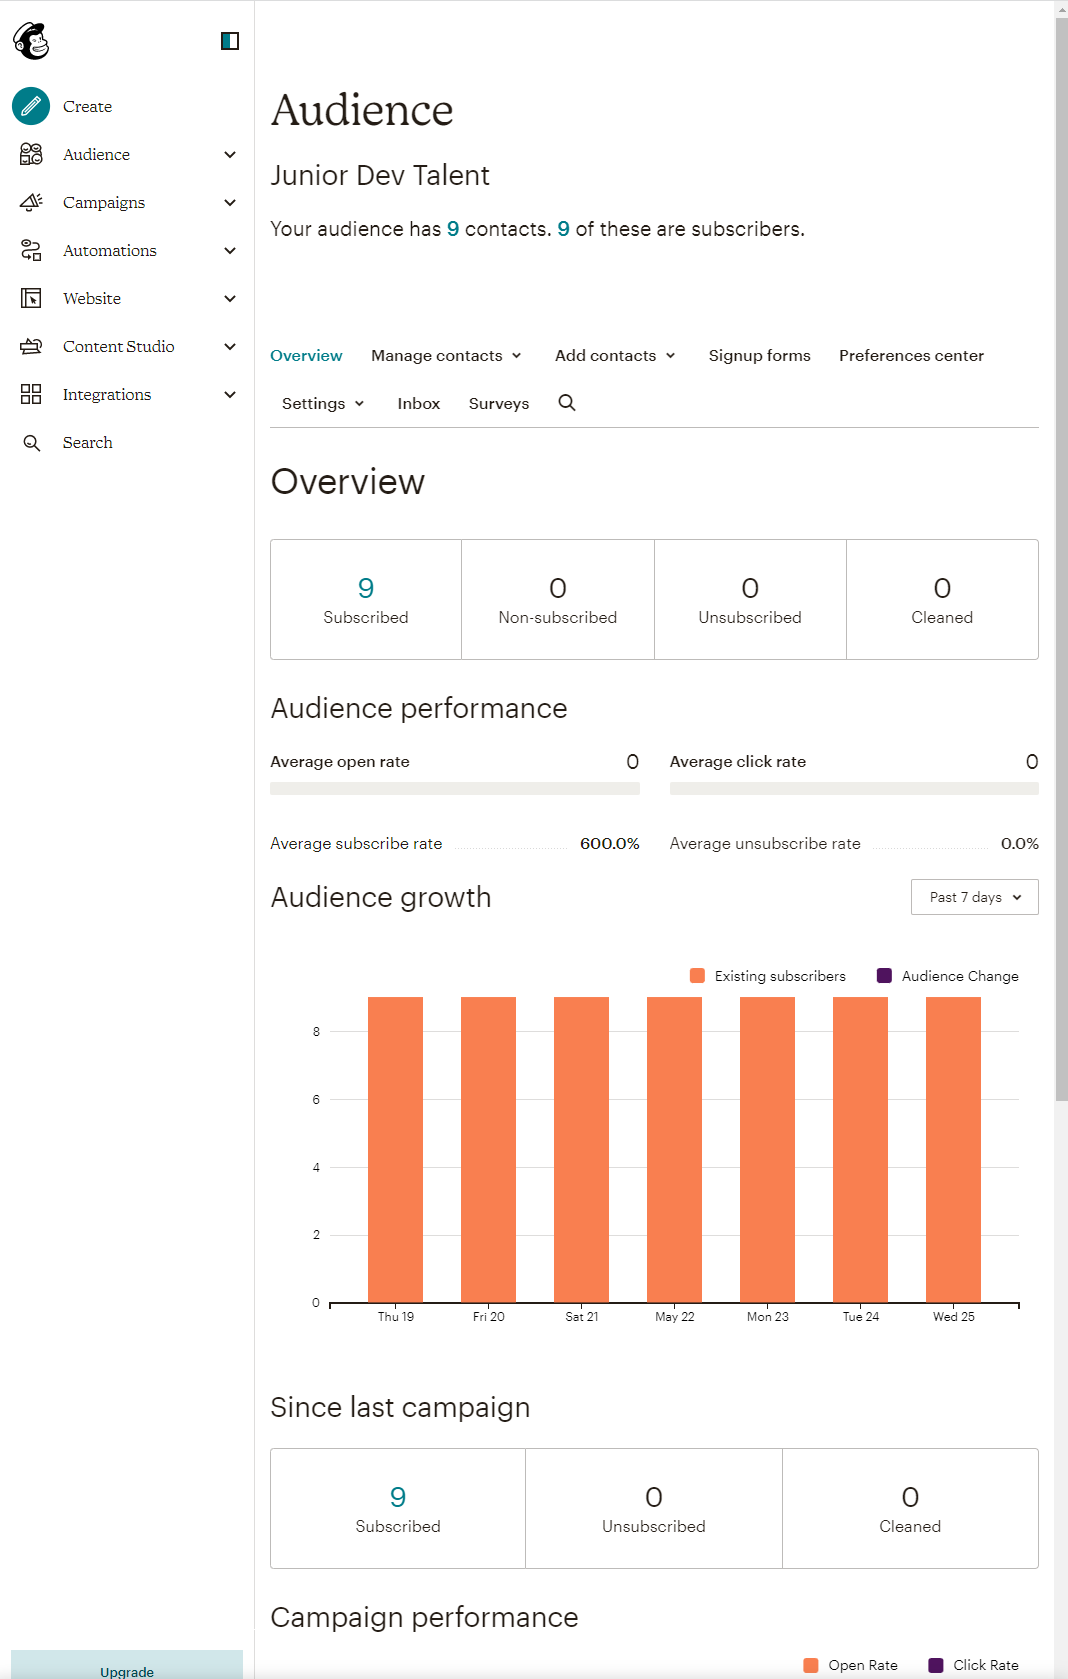 Create
Audience
Campaigns
Automations
Website
Content Studio
Integrations
Search
Upgrade
Audience
Junior Dev Talent
Your audience has 9 contacts. 9 of these are subscribers.
Overview Manage contacts Add contacts Signup forms Preferences center
Settings Inbox Surveys
Overview
9 0 0 0
Subscribed Non-subscribed Unsubscribed Cleaned
Audience performance
Average open rate 0 Average click rate 0
Average subscribe rate 600.0% Average unsubscribe rate 0.0%
Audience growth Past 7 days
Existing subscribers Audience Change
8
6
4
2
0
Thu 19 Fri 20 Sat 21 May 22 Mon 23 Tue 24 Wed 25
Since last campaign
9 0 0
Subscribed Unsubscribed Cleaned
Campaign performance
Open Rate Click Rate